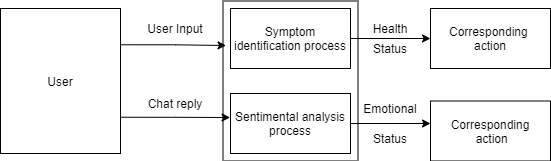 User
User Input
Chat reply
Symptom
identification process
Sentimental analysis
process
Health
Status
Emotional
Status
Corresponding
action
Corresponding
action